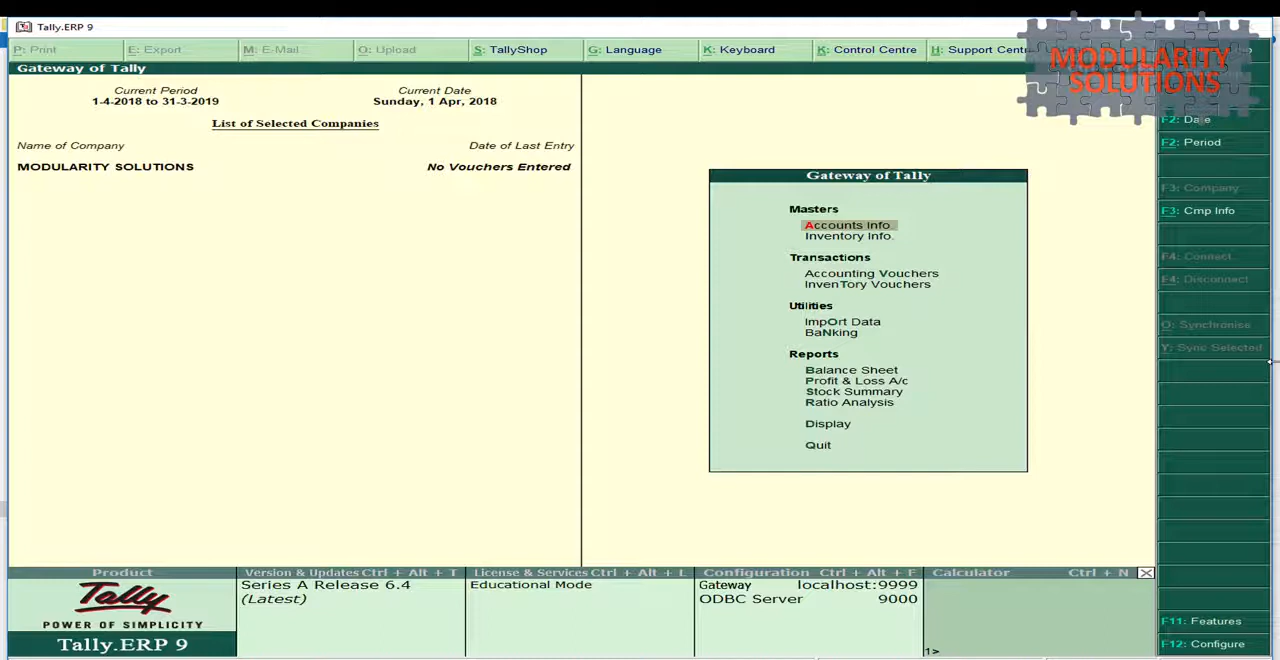 Tally.ERP 9
P: Print
E: Export
M: E-Mail
O: Upload
S: TallyShop
G: Language
K: Keyboard
K: Control Centre
H: Support Cent
MODULARITY
SOLUTIONS
Gateway of Tally
Current Period
1-4-2018 to 31-3-2019
Current Date
Sunday, 1 Apr, 2018
List of Selected Companies
Name of Company
Date of Last Entry
MODULARITY SOLUTIONS
No Vouchers Entered
Gateway of Tally
Masters
Accounts Info.
Inventory Info.
Transactions
Accounting Vouchers
InvenTory Vouchers
Utilities
ImpOrt Data
BaNking
Reports
Balance Sheet
Profit & Loss A/c
Stock Summary
Ratio Analysis
Display
Quit
F2: Date
F2: Period
F3: Company
F3: Cmp Info
F4: Connect
F4: Disconnect
O: Synchronise
Y: Sync Selected
F11: Features
F12: Configure
Product
Tally
POWER OF SIMPLICITY
Tally.ERP 9
Version & Updates Ctrl + Alt + T
Series A Release 6.4
(Latest)
License & Services Ctrl + Alt + L
Educational Mode
Configuration Ctrl + Alt + F
Gateway localhost:9999
ODBC Server 9000
Calculator Ctrl + N
1>